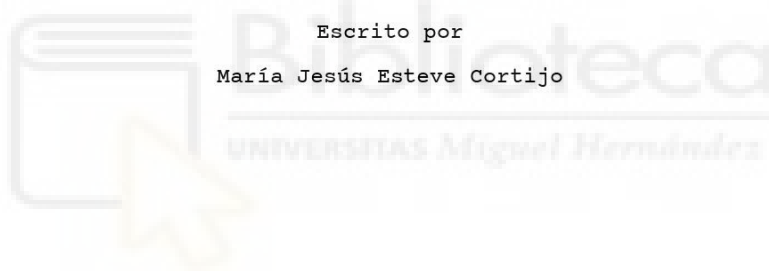 Escrito por
Biblioteca
María Jesús Esteve Cortijo
UNIVERSITAS Miguel Hernández